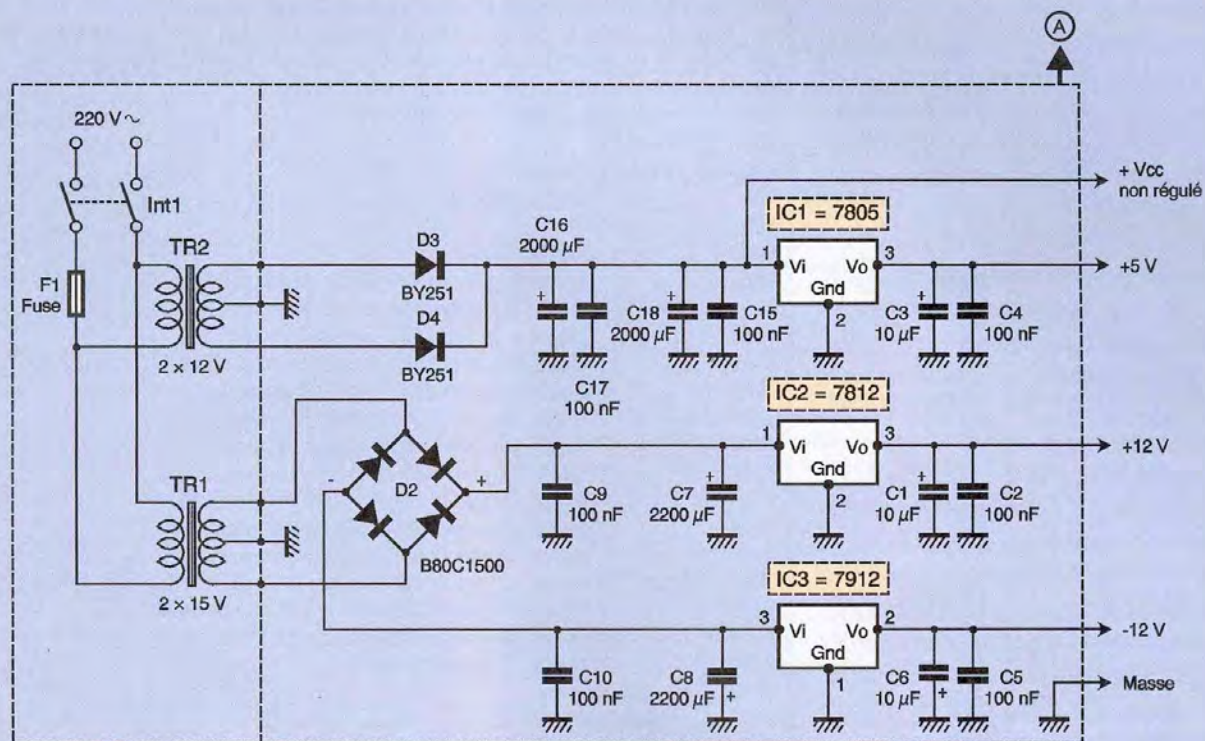 A
220 V ~
Int1
F1
Fuse
TR2
2 x 12 V
D3
BY251
D4
BY251
C16
2000 µF
C17
100 nF
C18
2000 µF
C15
100 nF
IC1 = 7805
1
Vi
Vo
3
Gnd
2
C3
10 µF
C4
100 nF
+
+
+
+ Vcc
non régulé
+5 V
TR1
2 x 15 V
-
D2
+
B80C1500
C9
100 nF
C7
2200 µF
+
IC2 = 7812
1
Vi
Vo
3
Gnd
2
C1
10 µF
+
C2
100 nF
+12 V
C10
100 nF
C8
2200 µF
+
IC3 = 7912
3
Vi
Vo
2
Gnd
1
C6
10 µF
+
C5
100 nF
-12 V
Masse